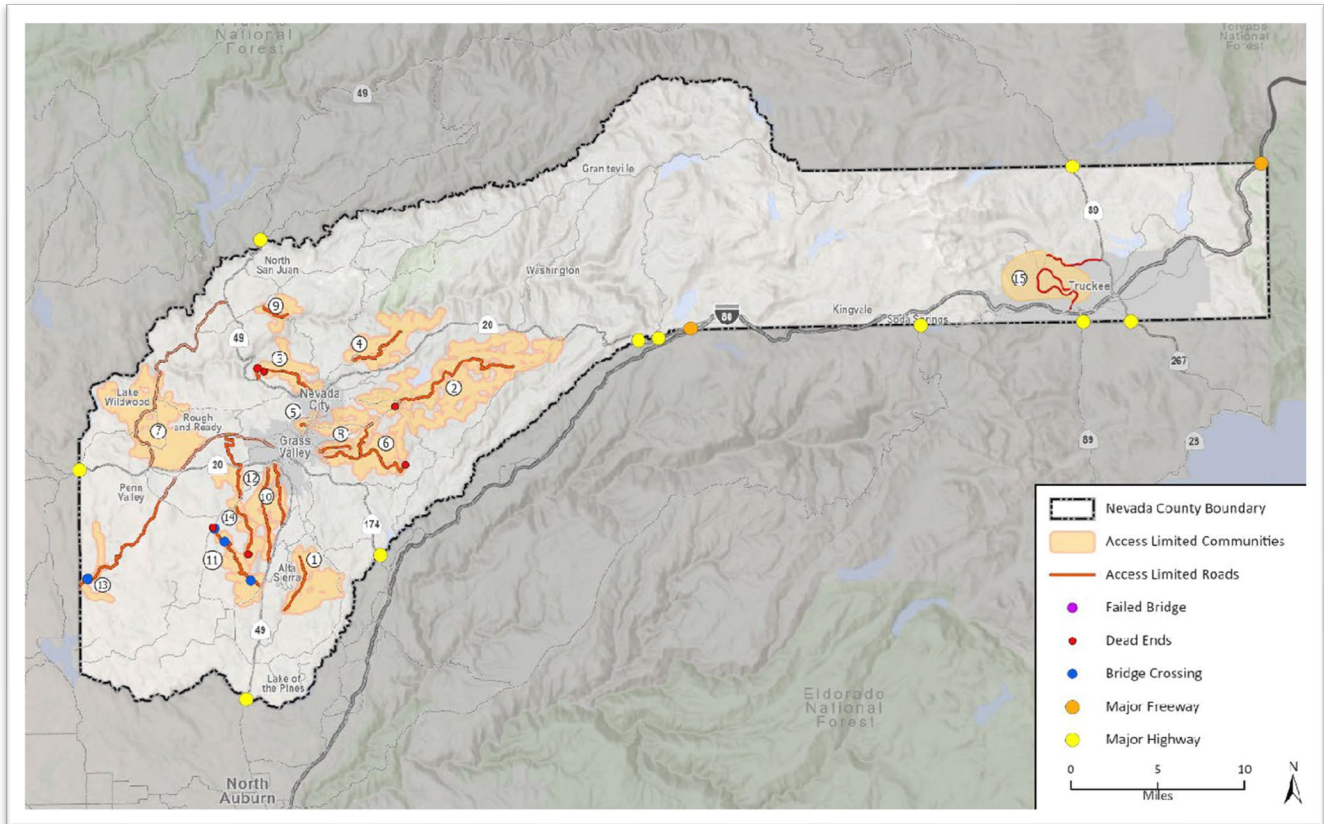 National
Forest
National
Forest
49
Graniteville
89
North
San Juan
Washington
15
Truckee
9
49
20
80
Kingvale
Soda Springs
4
3
267
Lake
Wildwood
Nevada
City
2
5
Rough
and Ready
7
8
6
Grass
Valley
89
28
20
12
Penn
Valley
10
14
174
11
Alta
Sierra
1
13
49
Lake of
the Pines
Eldorado
National
Forest
North
Auburn
Nevada County Boundary
Access Limited Communities
Access Limited Roads
Failed Bridge
Dead Ends
Bridge Crossing
Major Freeway
Major Highway
N
0 5 10
Miles